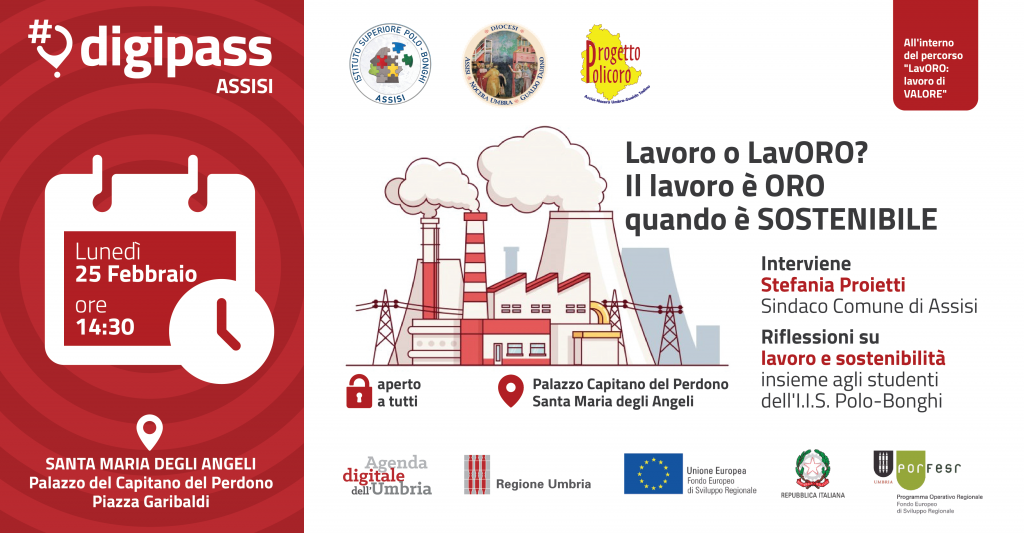 #digipass
ASSISI
Lunedì
25 Febbraio
ore
14:30
SANTA MARIA DEGLI ANGELI
Palazzo del Capitano del Perdono
Piazza Garibaldi
ISTITUTO SUPERIORE POLO-BONGHI
ASSISI
DIOCESI
ASSISI NOCERA UMBRA GUALDO TADINO
Progetto
Policoro
Assisi-Nocera Umbra-Gualdo Tadino
All'interno
del percorso
"LavORO:
lavoro di
VALORE"
Lavoro o LavORO?
Il lavoro è ORO
quando è SOSTENIBILE
Interviene
Stefania Proietti
Sindaco Comune di Assisi
Riflessioni su
lavoro e sostenibilità
insieme agli studenti
dell'I.I.S. Polo-Bonghi
aperto
a tutti
Palazzo Capitano del Perdono
Santa Maria degli Angeli
Agenda
digitale
dell'Umbria
Regione Umbria
Unione Europea
Fondo Europeo
di Sviluppo Regionale
REPUBBLICA ITALIANA
UMBRIA
porfesr
Programma Operativo Regionale
Fondo Europeo
di Sviluppo Regionale